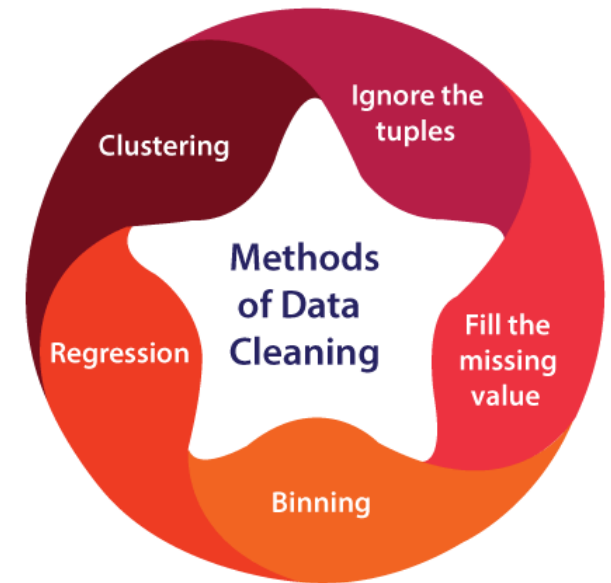 Methods
of Data
Cleaning
Ignore the
tuples
Fill the
missing
value
Binning
Regression
Clustering